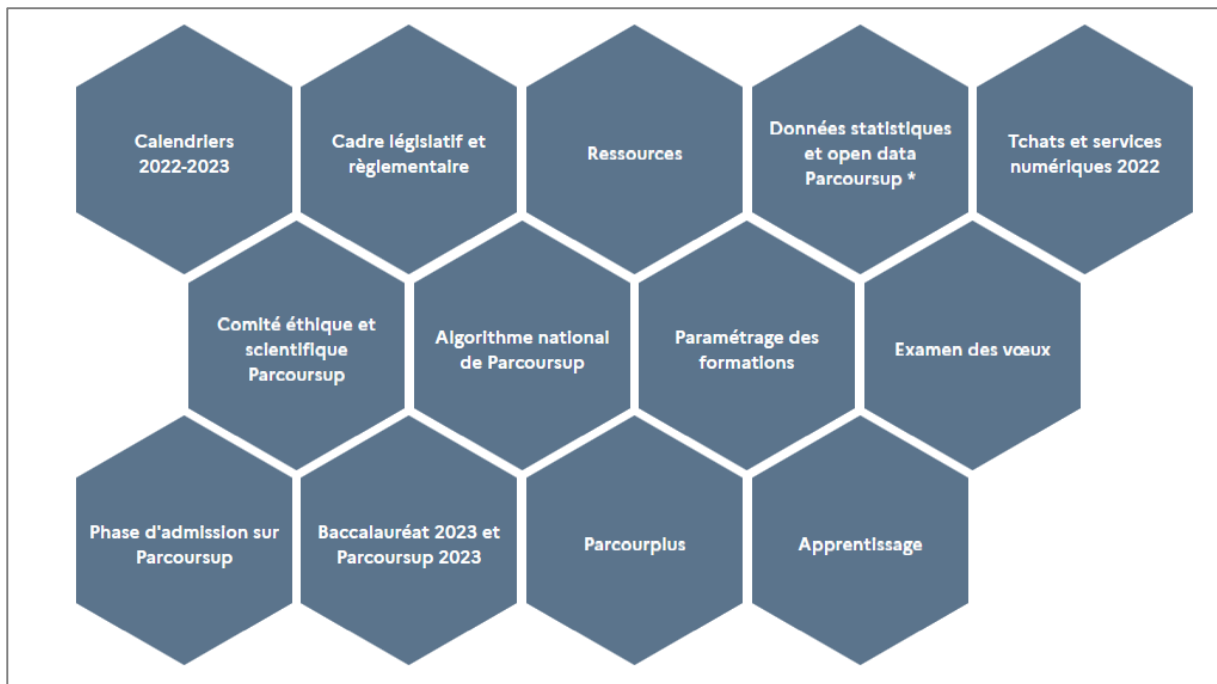 Calendriers
2022-2023
Cadre législatif et
règlementaire
Ressources
Données statistiques
et open data
Parcoursup *
Tchats et services
numériques 2022
Comité éthique et
scientifique
Parcoursup
Algorithme national
de Parcoursup
Paramétrage des
formations
Examen des vœux
Phase d'admission sur
Parcoursup
Baccalauréat 2023 et
Parcoursup 2023
Parcourplus
Apprentissage